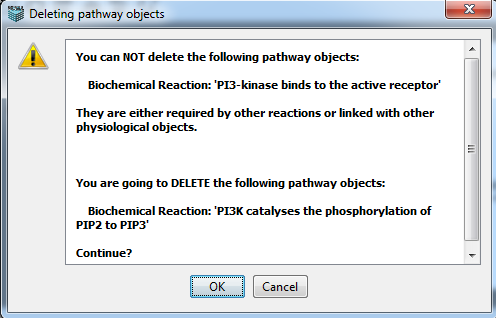 Deleting pathway objects
You can NOT delete the following pathway objects:
Biochemical Reaction: 'PI3-kinase binds to the active receptor'
They are either required by other reactions or linked with other
physiological objects.
You are going to DELETE the following pathway objects:
Biochemical Reaction: 'PI3K catalyses the phosphorylation of
PIP2 to PIP3'
Continue?
OK
Cancel